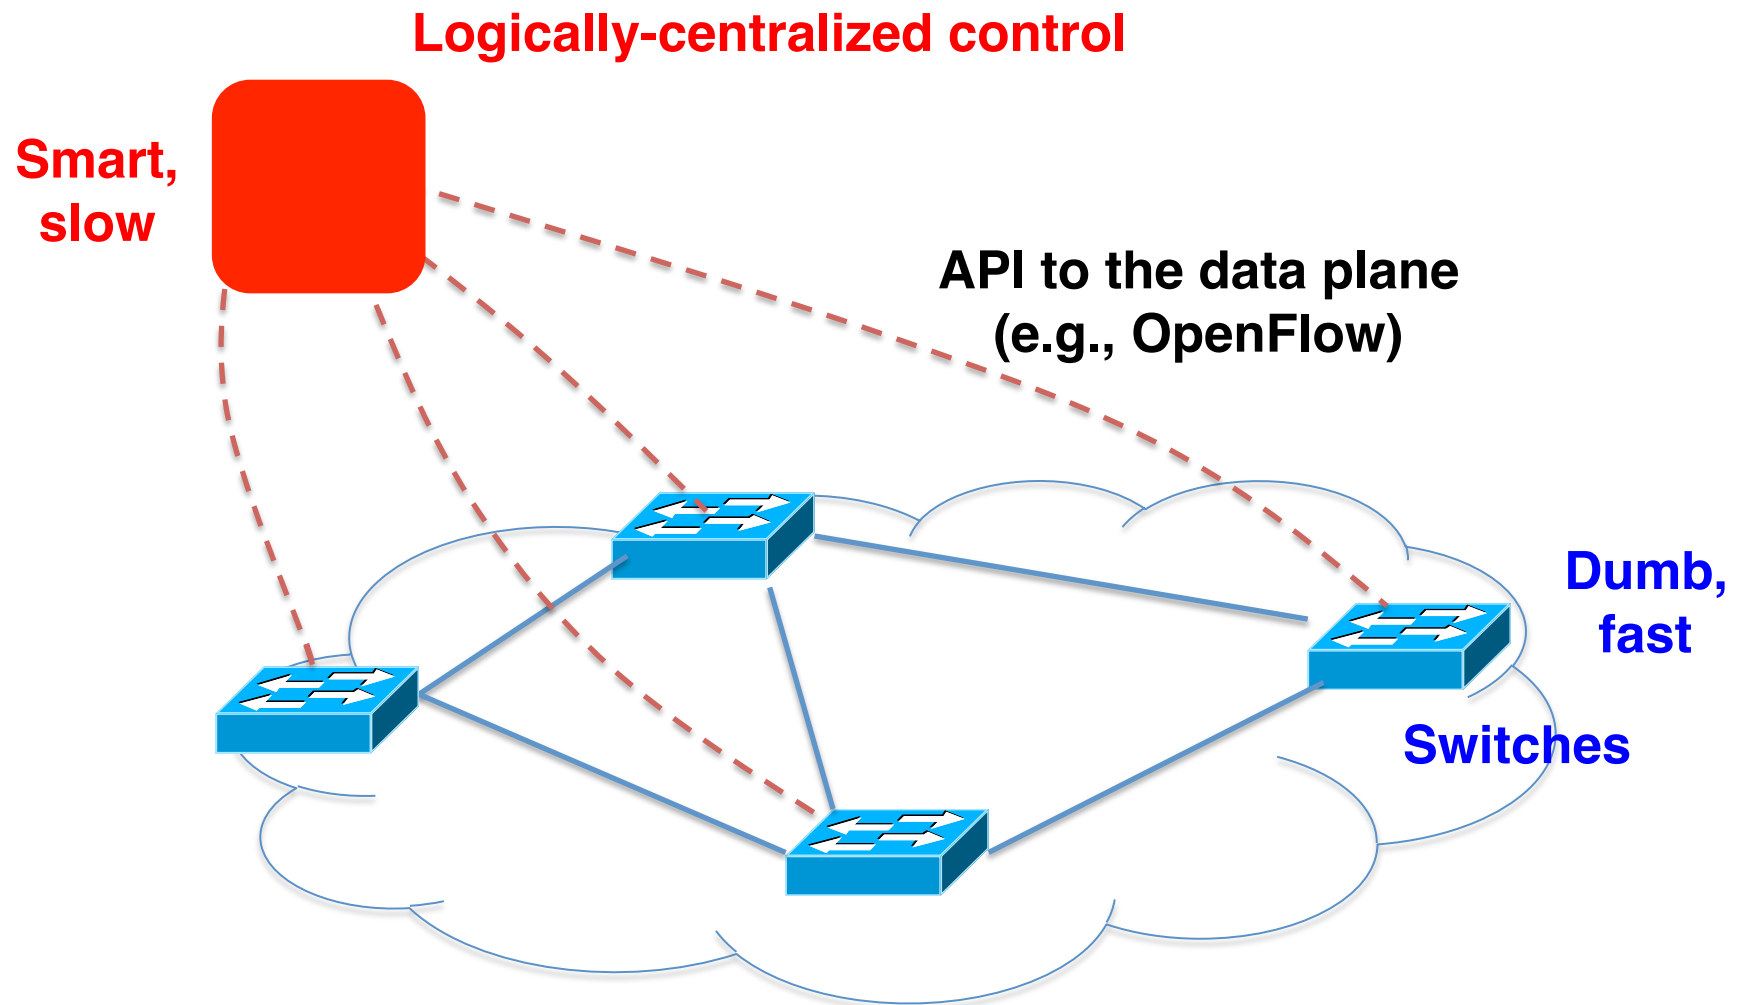 Logically-centralized control
Smart,
slow
API to the data plane
(e.g., OpenFlow)
Dumb,
fast
Switches